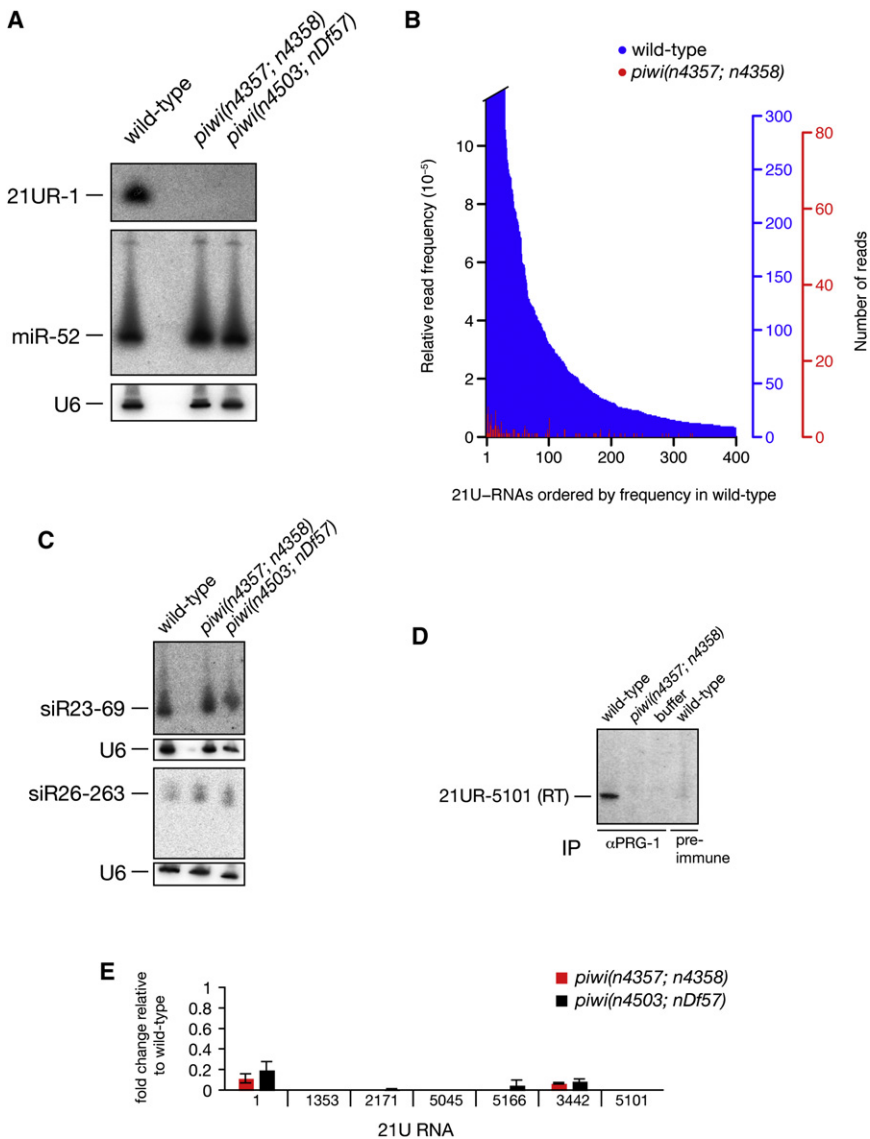 A
wild-type
piwi(n4357; n4358)
piwi(n4503; nDf57)
21UR-1
miR-52
U6
B
wild-type
piwi(n4357; n4358)
Relative read frequency (10⁻⁵)
10
8
6
4
2
0
300
250
200
150
100
50
0
80
60
40
20
0
Number of reads
1 100 200 300 400
21U–RNAs ordered by frequency in wild-type
C
wild-type
piwi(n4357; n4358)
piwi(n4503; nDf57)
siR23-69
U6
siR26-263
U6
D
wild-type
piwi(n4357; n4358)
buffer
wild-type
21UR-5101 (RT)
IP
αPRG-1
pre-
immune
E
fold change relative
to wild-type
1
0.8
0.6
0.4
0.2
0
piwi(n4357; n4358)
piwi(n4503; nDf57)
1 1353 2171 5045 5166 3442 5101
21U RNA